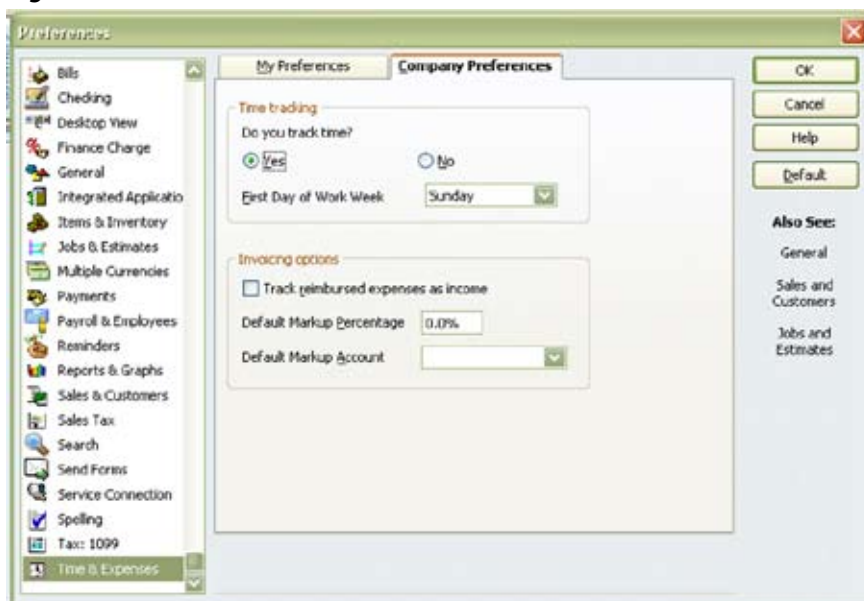 Preferences
Bills
Checking
Desktop View
Finance Charge
General
Integrated Applicatio
Items & Inventory
Jobs & Estimates
Multiple Currencies
Payments
Payroll & Employees
Reminders
Reports & Graphs
Sales & Customers
Sales Tax
Search
Send Forms
Service Connection
Spelling
Tax: 1099
Time & Expenses
My Preferences
Company Preferences
Time tracking
Do you track time?
Yes No
First Day of Work Week Sunday
Invoicing options
Track reimbursed expenses as income
Default Markup Percentage 0.0%
Default Markup Account
OK
Cancel
Help
Default
Also See:
General
Sales and
Customers
Jobs and
Estimates